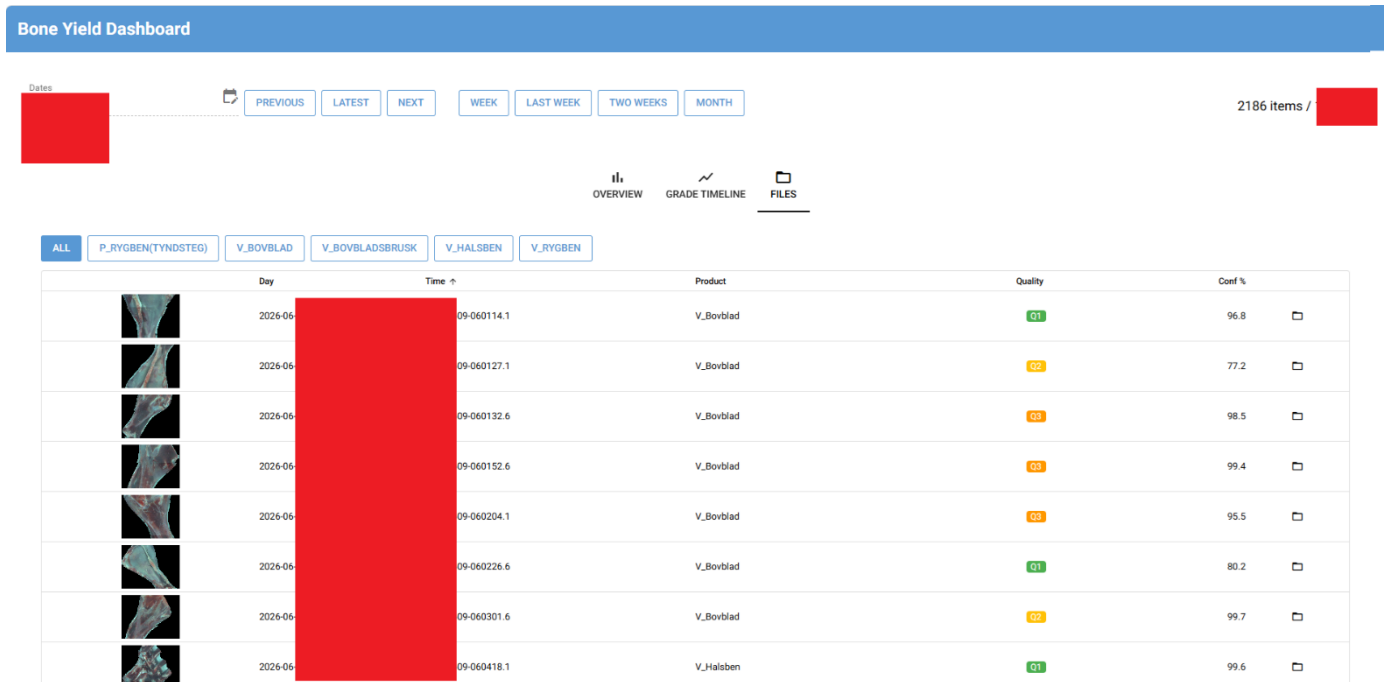 Bone Yield Dashboard
Dates
PREVIOUS LATEST NEXT WEEK LAST WEEK TWO WEEKS MONTH
2186 items /
OVERVIEW GRADE TIMELINE FILES
ALL P_RYGBEN(TYNDSTEG) V_BOVBLAD V_BOVBLADSBRUSK V_HALSBEN V_RYGBEN
Day Time ↑ Product Quality Conf %
2026-06- 09-060114.1 V_Bovblad Q1 96.8
2026-06- 09-060127.1 V_Bovblad Q2 77.2
2026-06- 09-060132.6 V_Bovblad Q3 98.5
2026-06- 09-060152.6 V_Bovblad Q3 99.4
2026-06- 09-060204.1 V_Bovblad Q3 95.5
2026-06- 09-060226.6 V_Bovblad Q1 80.2
2026-06- 09-060301.6 V_Bovblad Q2 99.7
2026-06- 09-060418.1 V_Halsben Q1 99.6